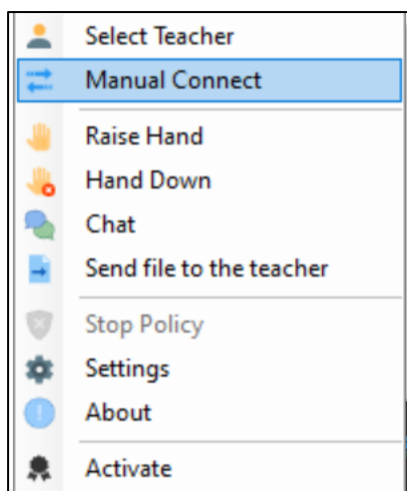 Select Teacher
Manual Connect
Raise Hand
Hand Down
Chat
Send file to the teacher
Stop Policy
Settings
About
Activate